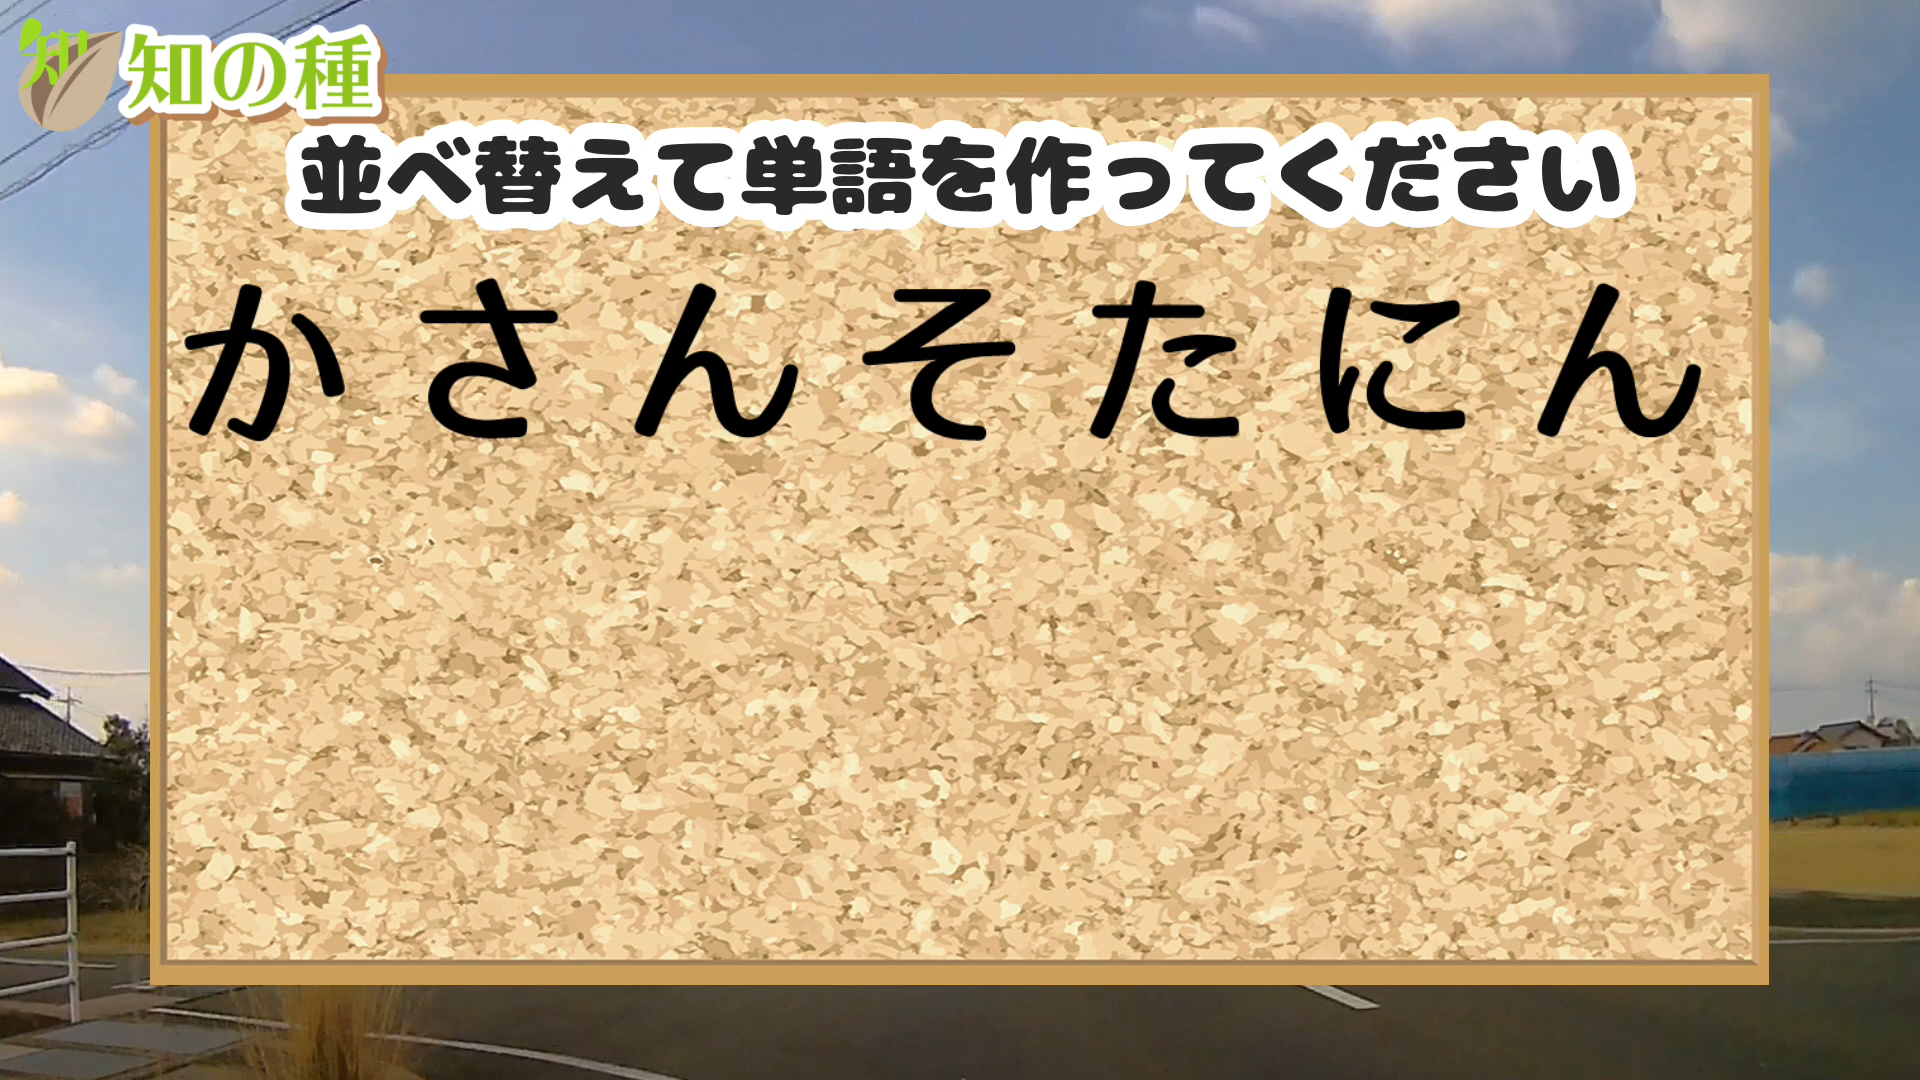 知の種
並べ替えて単語を作ってください
かさんそたにん